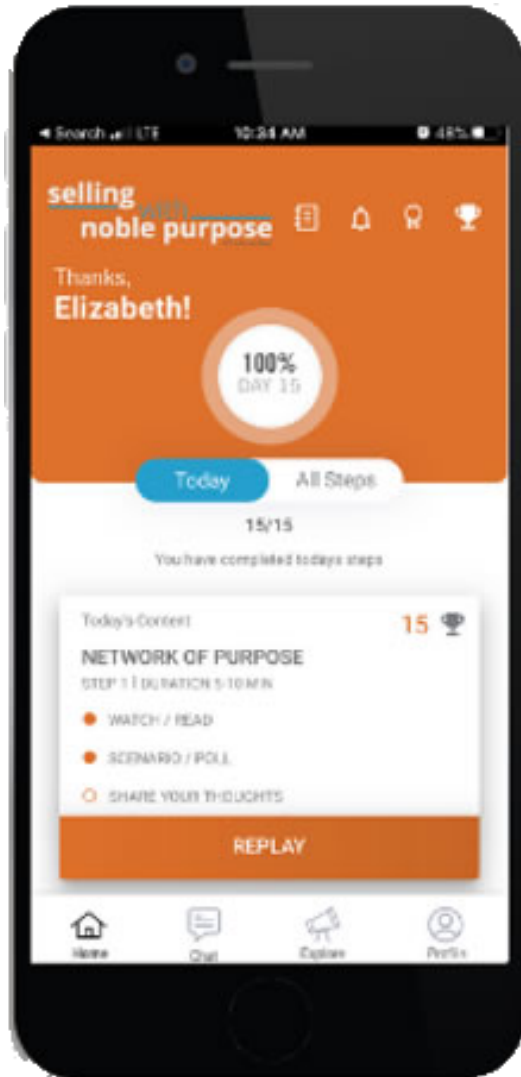 ◄ Search LTE 10:34 AM 48%
selling
with
noble purpose
Thanks,
Elizabeth!
100%
DAY 15
Today All Steps
15/15
You have completed todays steps
Today's Content 15
NETWORK OF PURPOSE
STEP 1 | DURATION 5-10 MIN
WATCH / READ
SCENARIO / POLL
SHARE YOUR THOUGHTS
REPLAY
Home Chat Explore Profile